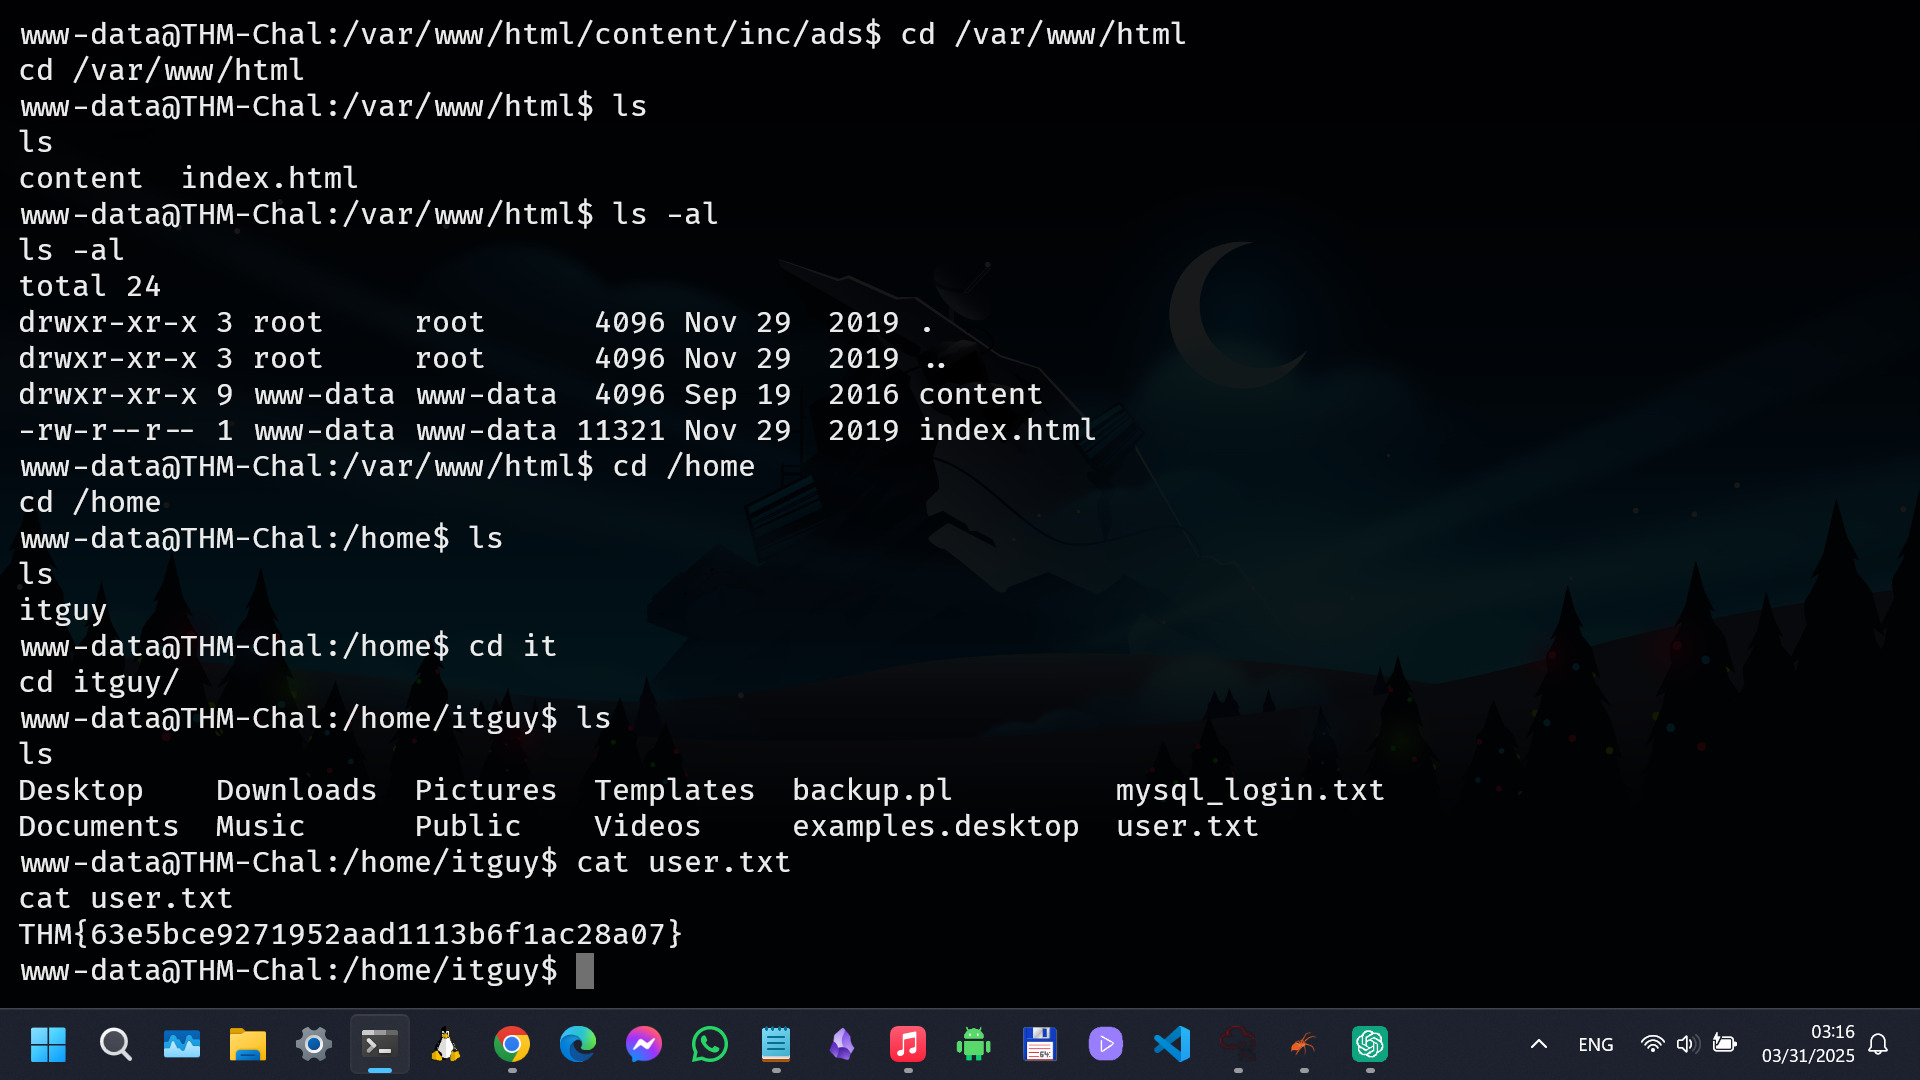 www-data@THM-Chal:/var/www/html/content/inc/ads$ cd /var/www/html
cd /var/www/html
www-data@THM-Chal:/var/www/html$ ls
ls
content  index.html
www-data@THM-Chal:/var/www/html$ ls -al
ls -al
total 24
drwxr-xr-x 3 root     root      4096 Nov 29  2019 .
drwxr-xr-x 3 root     root      4096 Nov 29  2019 ..
drwxr-xr-x 9 www-data www-data  4096 Sep 19  2016 content
-rw-r--r-- 1 www-data www-data 11321 Nov 29  2019 index.html
www-data@THM-Chal:/var/www/html$ cd /home
cd /home
www-data@THM-Chal:/home$ ls
ls
itguy
www-data@THM-Chal:/home$ cd it
cd itguy/
www-data@THM-Chal:/home/itguy$ ls
ls
Desktop    Downloads  Pictures  Templates  backup.pl         mysql_login.txt
Documents  Music      Public    Videos     examples.desktop  user.txt
www-data@THM-Chal:/home/itguy$ cat user.txt
cat user.txt
THM{63e5bce9271952aad1113b6f1ac28a07}
www-data@THM-Chal:/home/itguy$
64
ENG
03:16
03/31/2025